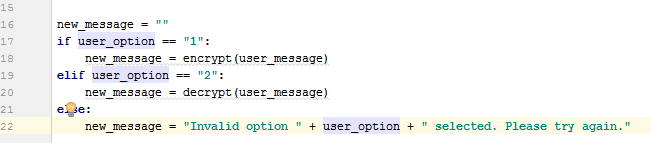 15
16 new_message = ""
17 if user_option == "1":
18     new_message = encrypt(user_message)
19 elif user_option == "2":
20     new_message = decrypt(user_message)
21 else:
22     new_message = "Invalid option " + user_option + " selected. Please try again."